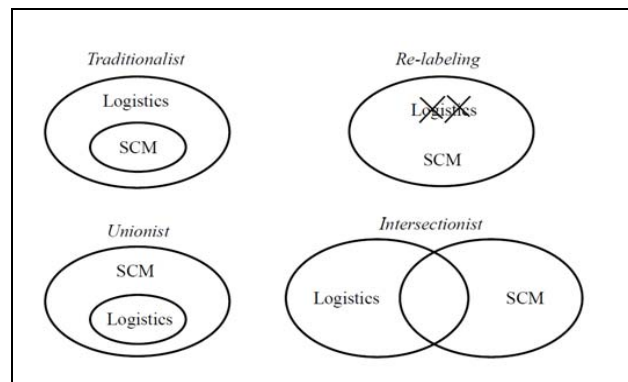 Traditionalist
Logistics
SCM
Re-labeling
Logistics
SCM
Unionist
SCM
Logistics
Intersectionist
Logistics
SCM